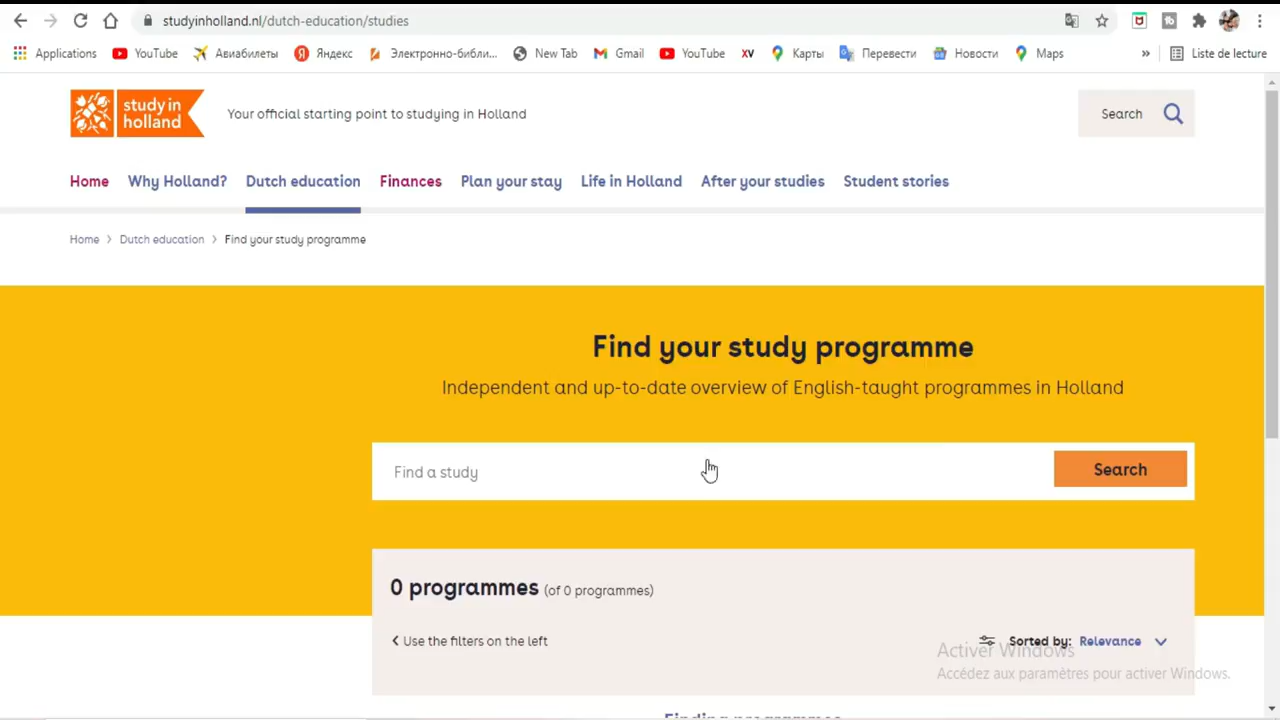 studyinholland.nl/dutch-education/studies
Applications YouTube Авиабилеты Яндекс Электронно-библи... New Tab Gmail YouTube XV Карты Перевести Новости Maps » Liste de lecture
study in
holland
Your official starting point to studying in Holland
Search
Home Why Holland? Dutch education Finances Plan your stay Life in Holland After your studies Student stories
Home > Dutch education > Find your study programme
Find your study programme
Independent and up-to-date overview of English-taught programmes in Holland
Find a study
Search
0 programmes (of 0 programmes)
Use the filters on the left
Sorted by: Relevance
Activer Windows
Accédez aux paramètres pour activer Windows.
Finding programmes